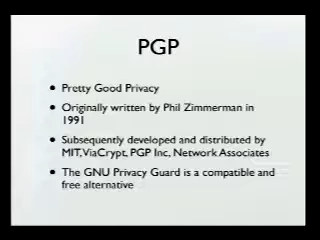 PGP
• Pretty Good Privacy
• Originally written by Phil Zimmerman in
1991
• Subsequently developed and distributed by
MIT, ViaCrypt, PGP Inc, Network Associates
• The GNU Privacy Guard is a compatible and
free alternative